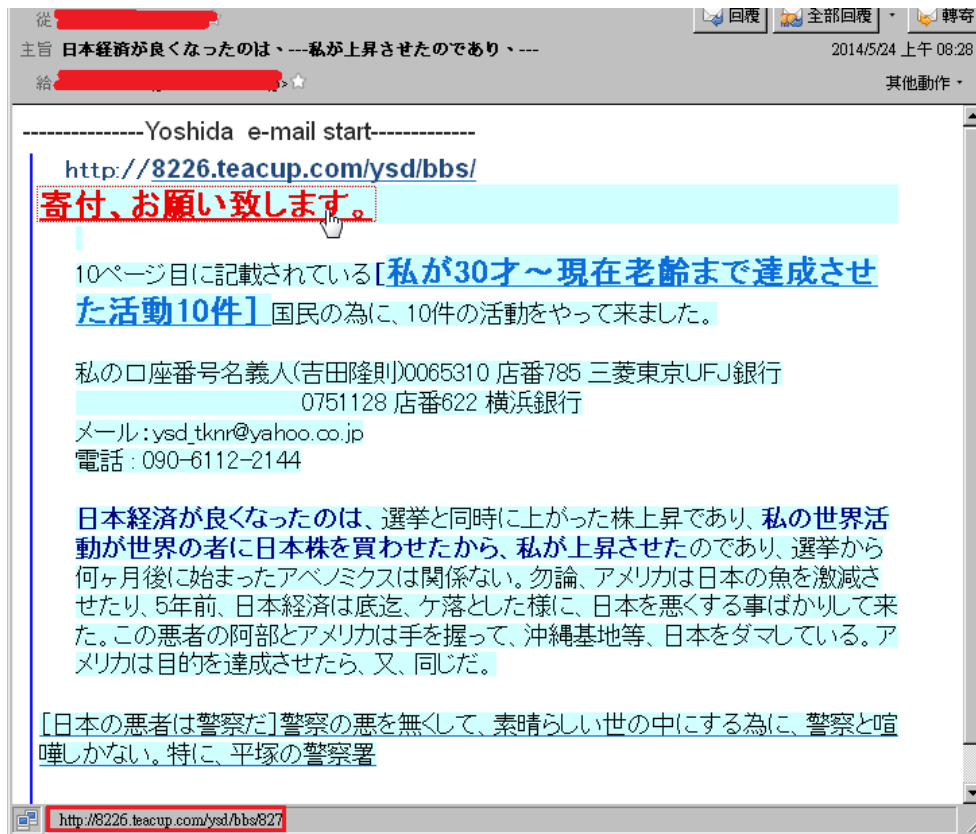 從
回覆 全部回覆 轉寄
主旨 日本経済が良くなったのは、---私が上昇させたのであり、--- 2014/5/24 上午 08:28
給 > 其他動作
---------------Yoshida e-mail start-------------
http://8226.teacup.com/ysd/bbs/
寄付、お願い致します。
10ページ目に記載されている[私が30才～現在老齢まで達成させ
た活動10件] 国民の為に、10件の活動をやって来ました。
私の口座番号名義人(吉田隆則)0065310 店番785 三菱東京UFJ銀行
0751128 店番622 横浜銀行
メール:ysd_tknr@yahoo.co.jp
電話 : 090-6112-2144
日本経済が良くなったのは、選挙と同時に上がった株上昇であり、私の世界活
動が世界の者に日本株を買わせたから、私が上昇させたのであり、選挙から
何ヶ月後に始まったアベノミクスは関係ない。勿論、アメリカは日本の魚を激減さ
せたり、5年前、日本経済は底迄、ケ落とした様に、日本を悪くする事ばかりして来
た。この悪者の阿部とアメリカは手を握って、沖縄基地等、日本をダマしている。ア
メリカは目的を達成させたら、又、同じだ。
[日本の悪者は警察だ]警察の悪を無くして、素晴らしい世の中にする為に、警察と喧
嘩しかない。特に、平塚の警察署
http://8226.teacup.com/ysd/bbs/827